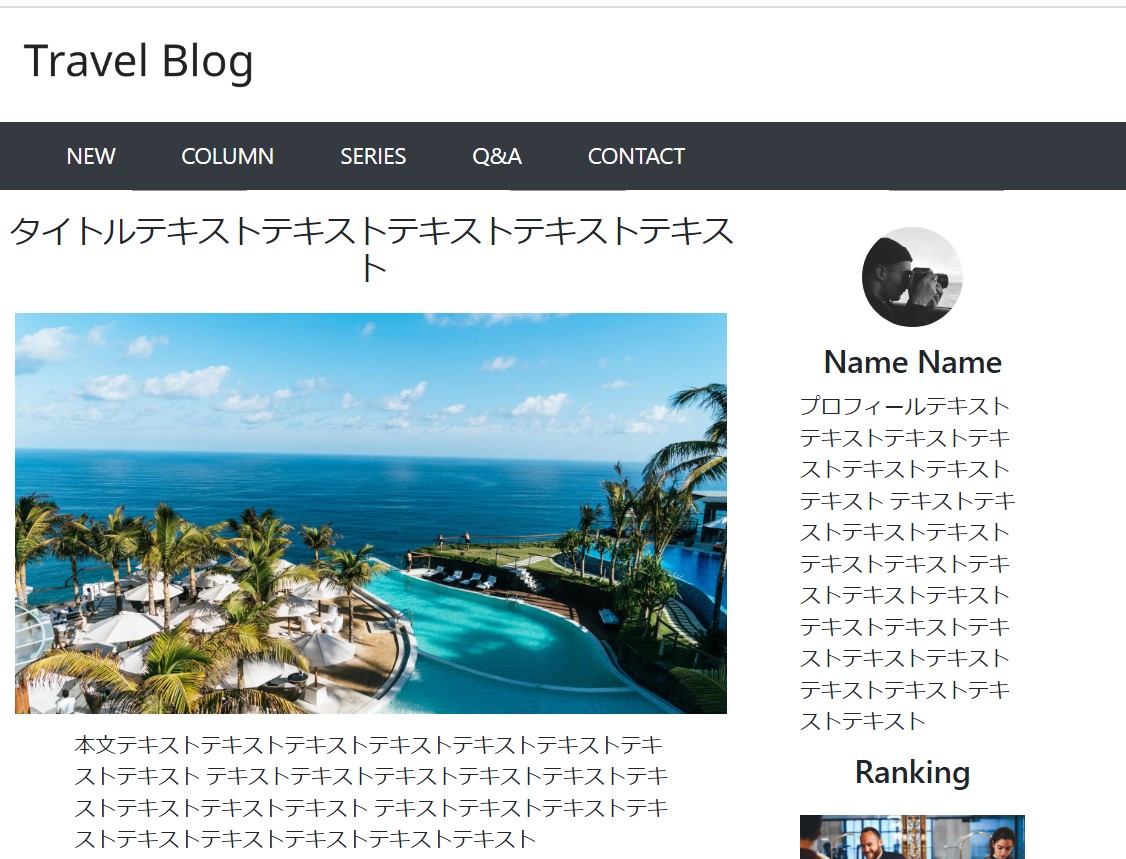 Travel Blog
NEW COLUMN SERIES Q&A CONTACT
タイトルテキストテキストテキストテキストテキス
ト
本文テキストテキストテキストテキストテキストテキストテキ
ストテキスト テキストテキストテキストテキストテキストテキ
ストテキストテキストテキスト テキストテキストテキストテキ
ストテキストテキストテキストテキストテキスト
Name Name
プロフィールテキスト
テキストテキストテキ
ストテキストテキスト
テキスト テキストテキ
ストテキストテキスト
テキストテキストテキ
ストテキストテキスト
テキストテキストテキ
ストテキストテキスト
テキストテキストテキ
ストテキスト
Ranking